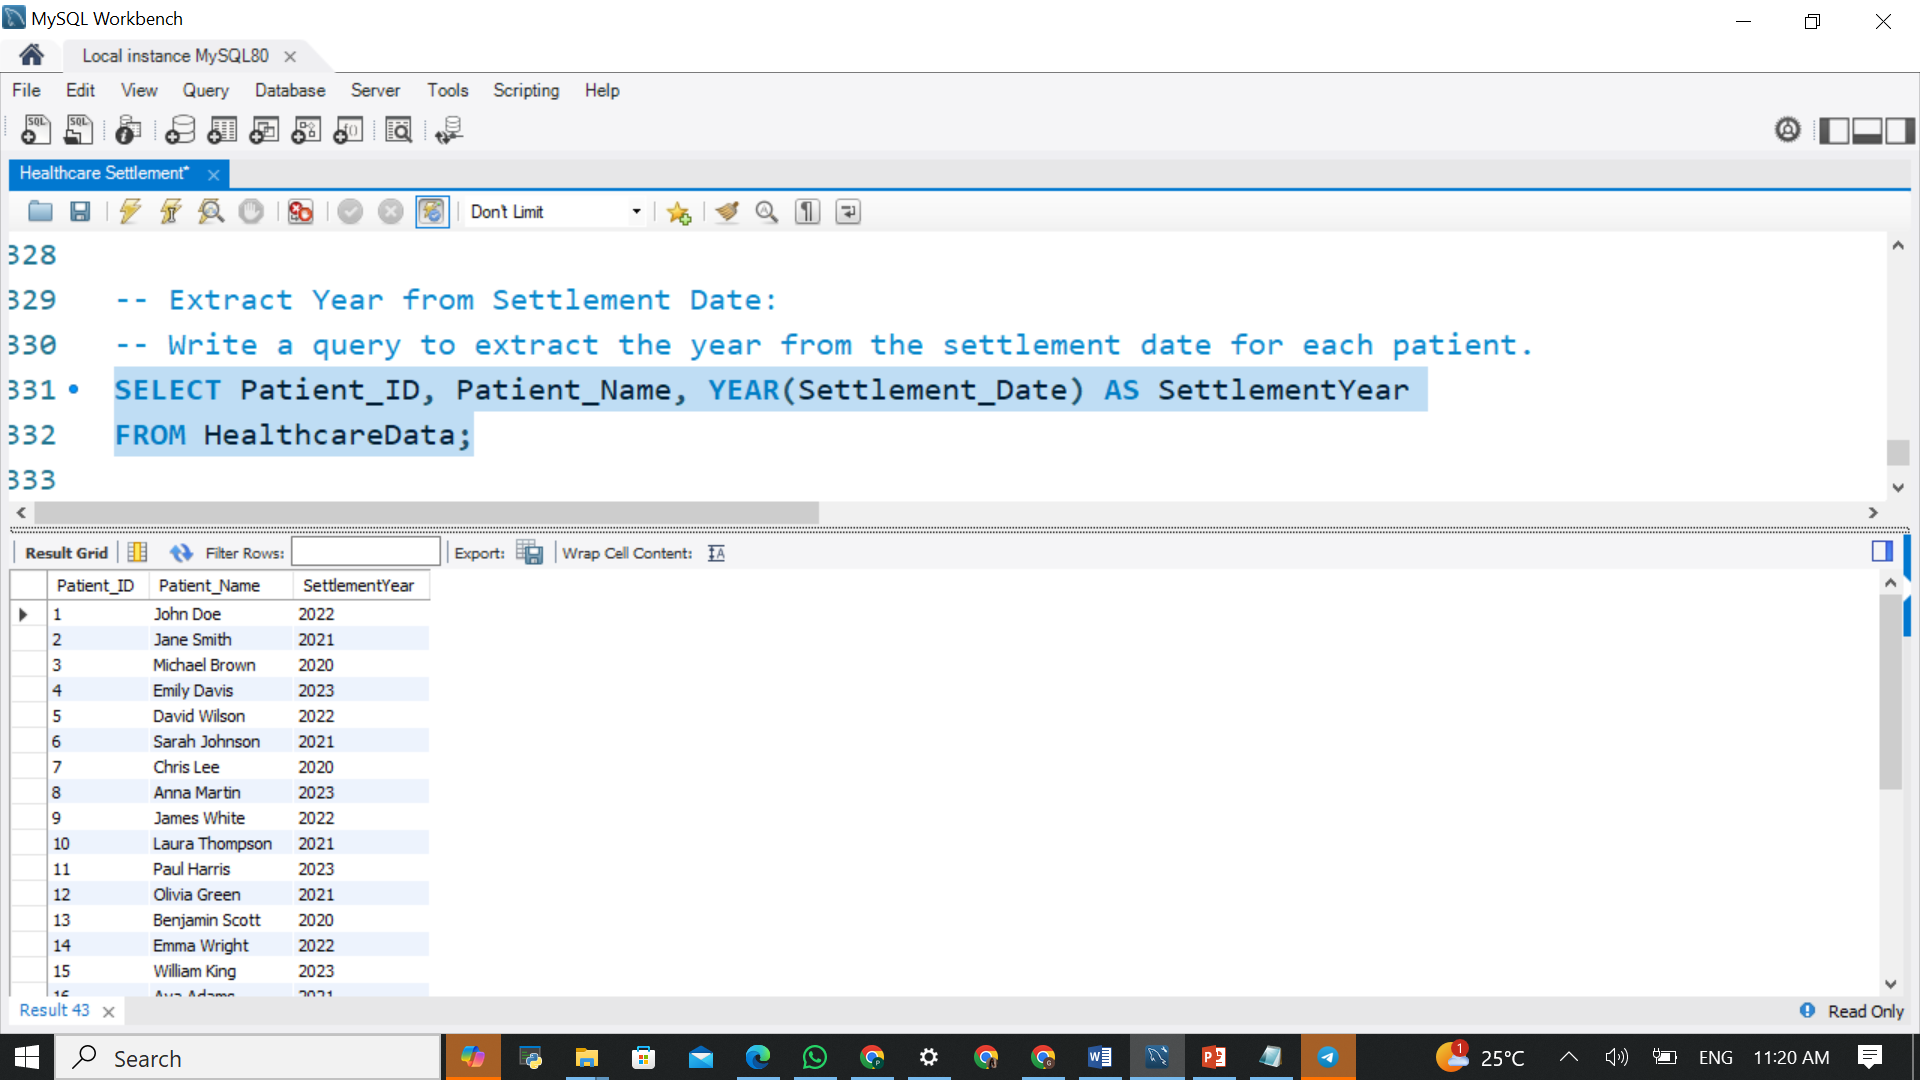 MySQL Workbench
Local instance MySQL80
File Edit View Query Database Server Tools Scripting Help
Healthcare Settlement*
Don't Limit
328
329 -- Extract Year from Settlement Date:
330 -- Write a query to extract the year from the settlement date for each patient.
331 SELECT Patient_ID, Patient_Name, YEAR(Settlement_Date) AS SettlementYear
332 FROM HealthcareData;
333
Result Grid Filter Rows: Export: Wrap Cell Content:
Patient_ID Patient_Name SettlementYear
1 John Doe 2022
2 Jane Smith 2021
3 Michael Brown 2020
4 Emily Davis 2023
5 David Wilson 2022
6 Sarah Johnson 2021
7 Chris Lee 2020
8 Anna Martin 2023
9 James White 2022
10 Laura Thompson 2021
11 Paul Harris 2023
12 Olivia Green 2021
13 Benjamin Scott 2020
14 Emma Wright 2022
15 William King 2023
16 Ava Adams 2021
Result 43 Read Only
Search 1 25°C ENG 11:20 AM